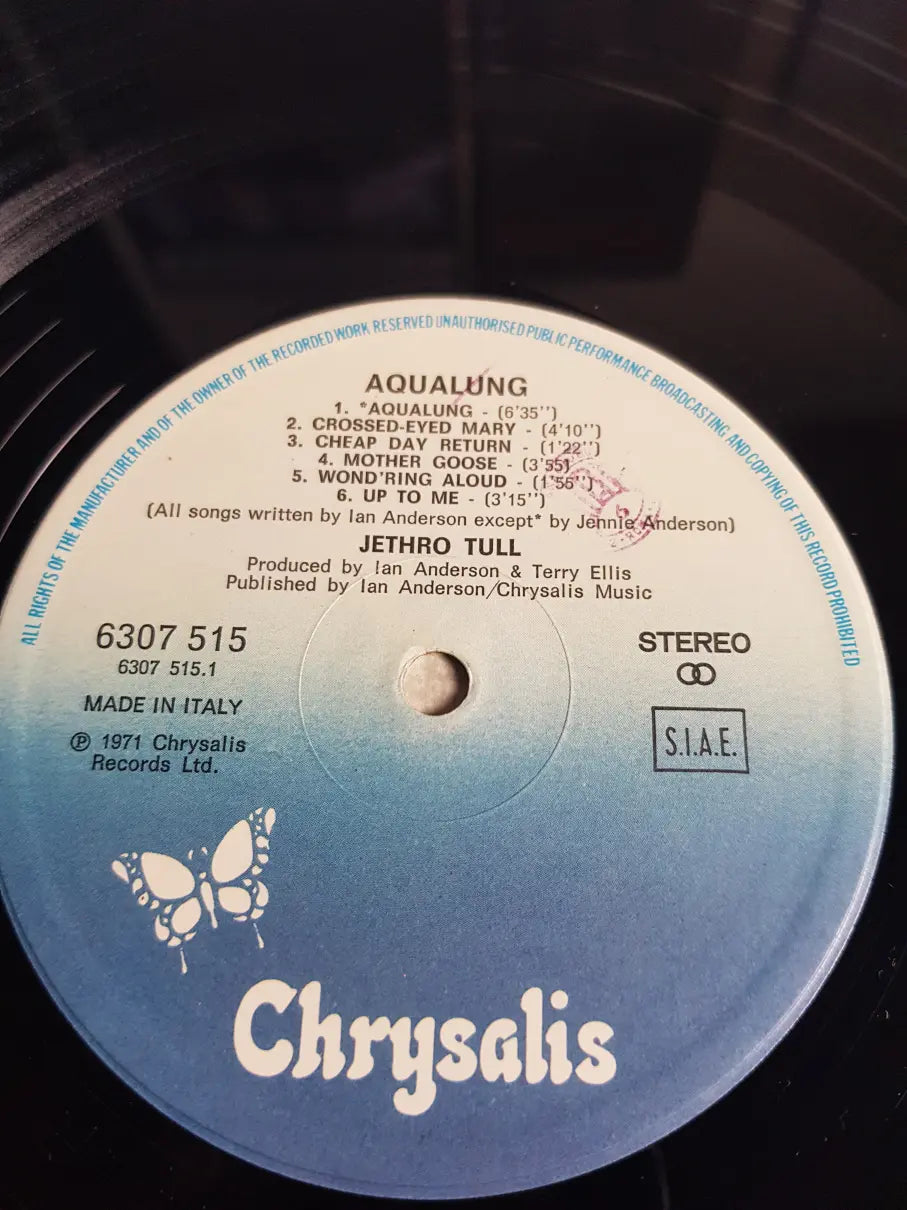 ALL RIGHTS OF THE MANUFACTURER AND OF THE OWNER OF THE RECORDED WORK RESERVED UNAUTHORISED PUBLIC PERFORMANCE BROADCASTING AND COPYING OF THIS RECORD PROHIBITED
AQUALUNG
1. *AQUALUNG - (6'35'')
2. CROSSED-EYED MARY - (4'10'')
3. CHEAP DAY RETURN - (1'22'')
4. MOTHER GOOSE - (3'55)
5. WOND'RING ALOUD - (1'55'')
6. UP TO ME - (3'15'')
(All songs written by Ian Anderson except* by Jennie Anderson)
JETHRO TULL
Produced by Ian Anderson & Terry Ellis
Published by Ian Anderson/Chrysalis Music
6307 515
6307 515.1
MADE IN ITALY
℗ 1971 Chrysalis
Records Ltd.
STEREO
S.I.A.E.
Chrysalis